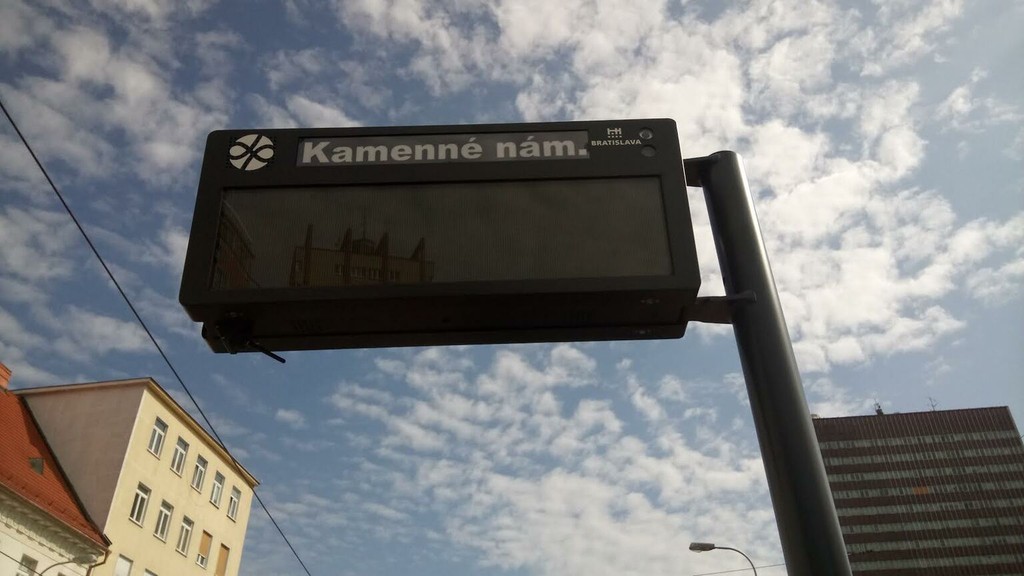 Kamenné nám.
BRATISLAVA